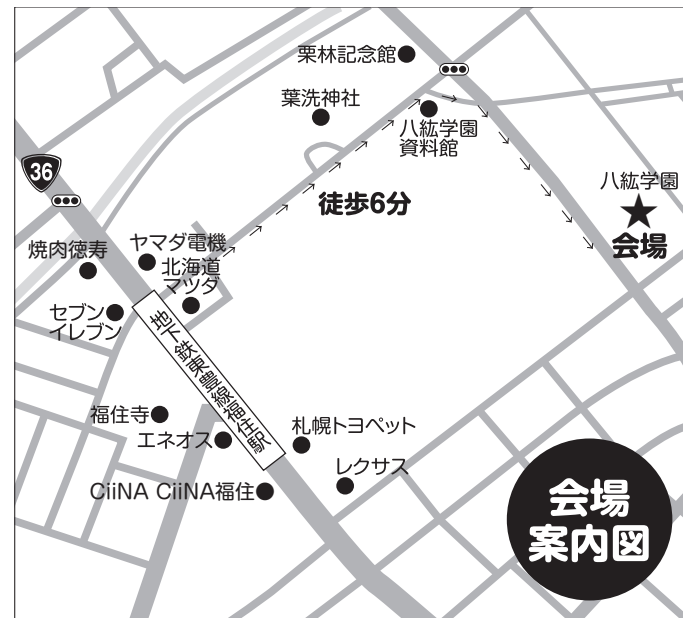 栗林記念館
葉洗神社
八紘学園
資料館
36
徒歩6分
八紘学園
会場
焼肉徳寿
ヤマダ電機
北海道
マツダ
セブン
イレブン
地下鉄東豊線福住駅
福住寺
エネオス
札幌トヨペット
レクサス
CiiNA CiiNA福住
会場
案内図